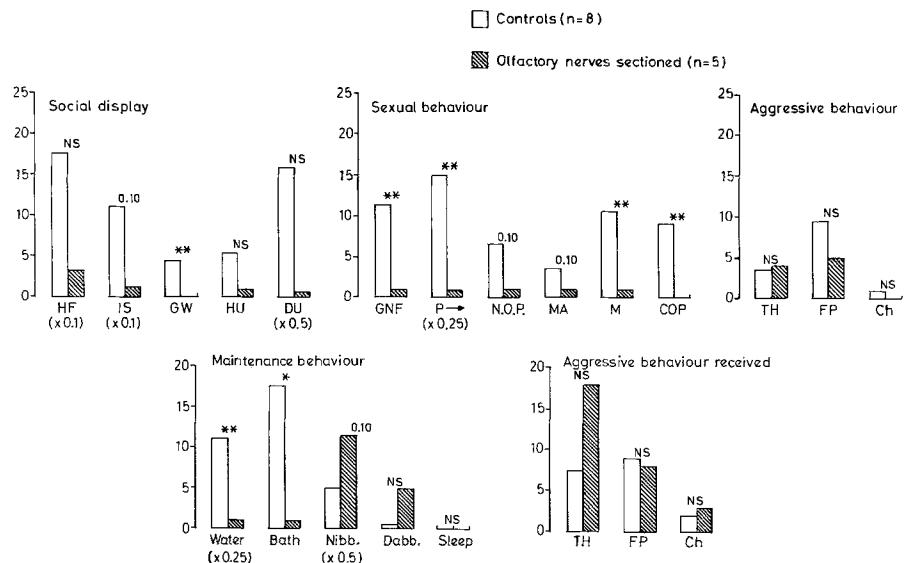 Controls (n=8)
Olfactory nerves sectioned (n=5)
Social display
25
20
15
10
5
0
NS
0.10
**
NS
NS
HF
(x 0.1)
IS
(x 0.1)
GW
HU
DU
(x 0.5)
Sexual behaviour
25
20
15
10
5
0
**
**
0.10
0.10
**
**
GNF
P→
(x 0.25)
N.O.P.
MA
M
COP
Aggressive behaviour
25
20
15
10
5
0
NS
NS
NS
TH
FP
Ch
Maintenance behaviour
20
15
10
5
0
**
*
0.10
NS
NS
Water
(x 0.25)
Bath
Nibb.
(x 0.5)
Dabb.
Sleep
Aggressive behaviour received
20
15
10
5
0
NS
NS
NS
TH
FP
Ch